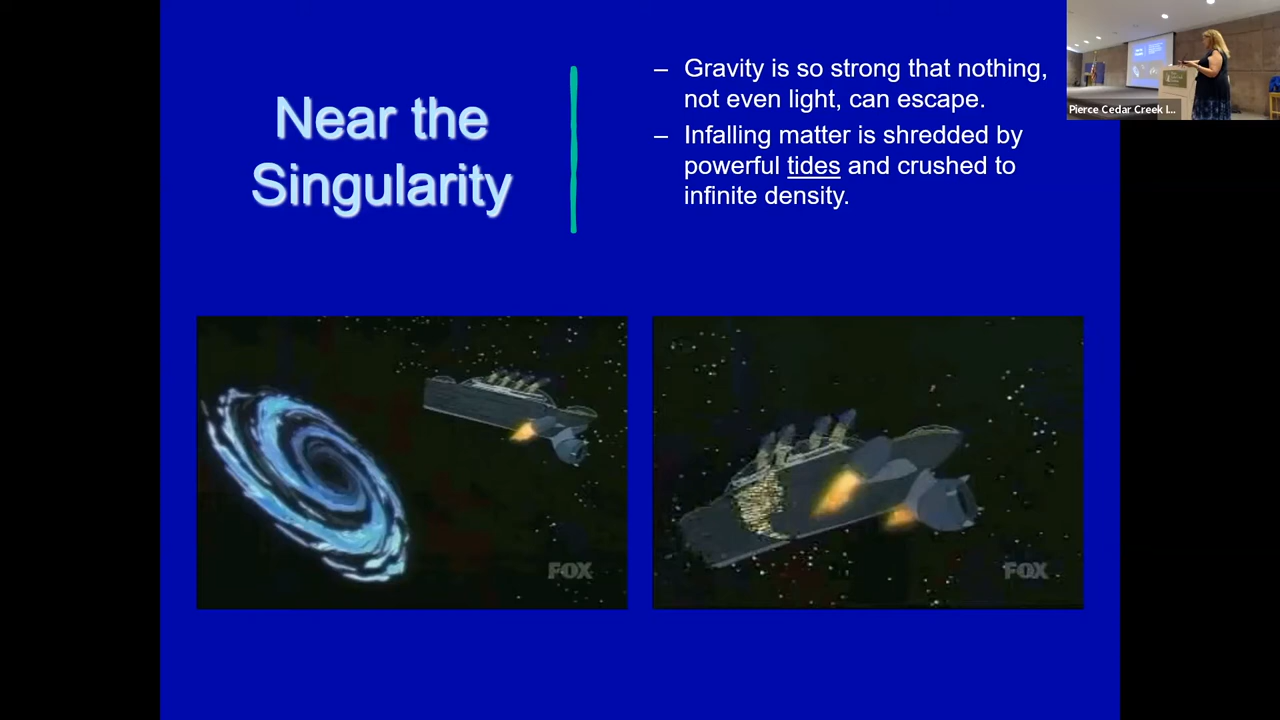 Near the
Singularity
– Gravity is so strong that nothing,
not even light, can escape.
– Infalling matter is shredded by
powerful tides and crushed to
infinite density.
Pierce Cedar Creek I...
FOX
FOX